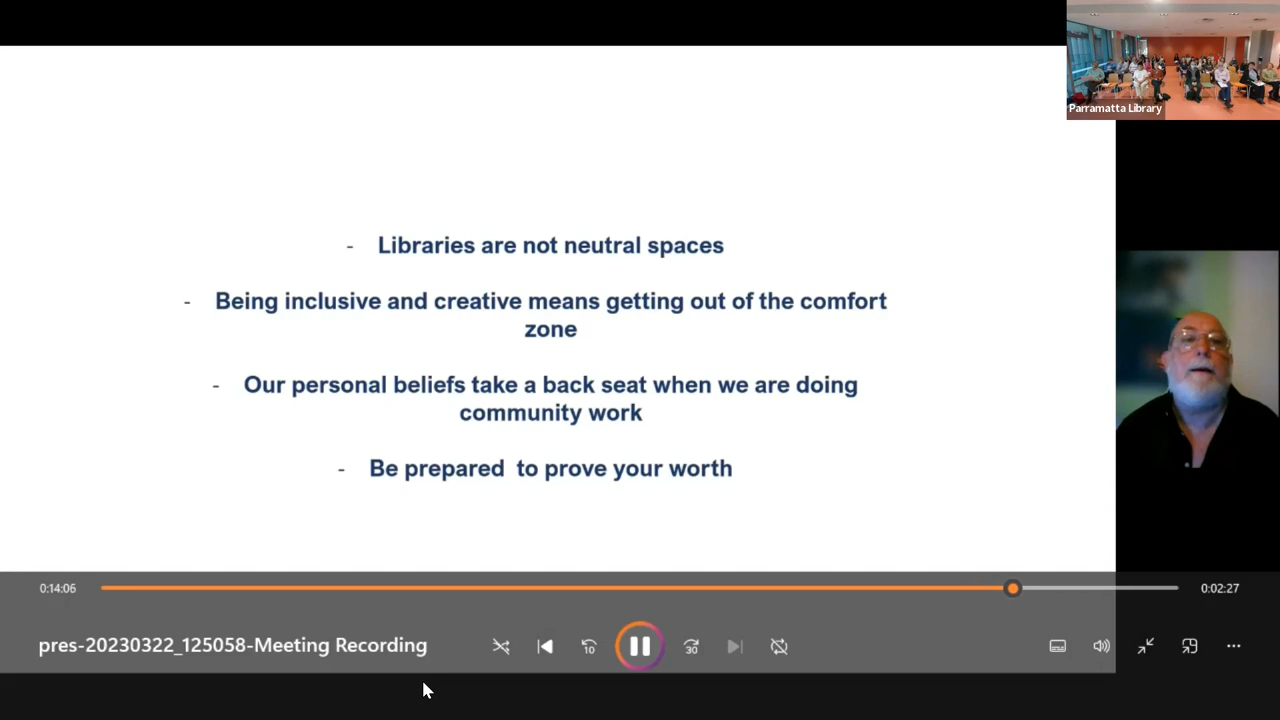 Parramatta Library
- Libraries are not neutral spaces
- Being inclusive and creative means getting out of the comfort
zone
- Our personal beliefs take a back seat when we are doing
community work
- Be prepared  to prove your worth
0:14:06
0:02:27
pres-20230322_125058-Meeting Recording
10
30